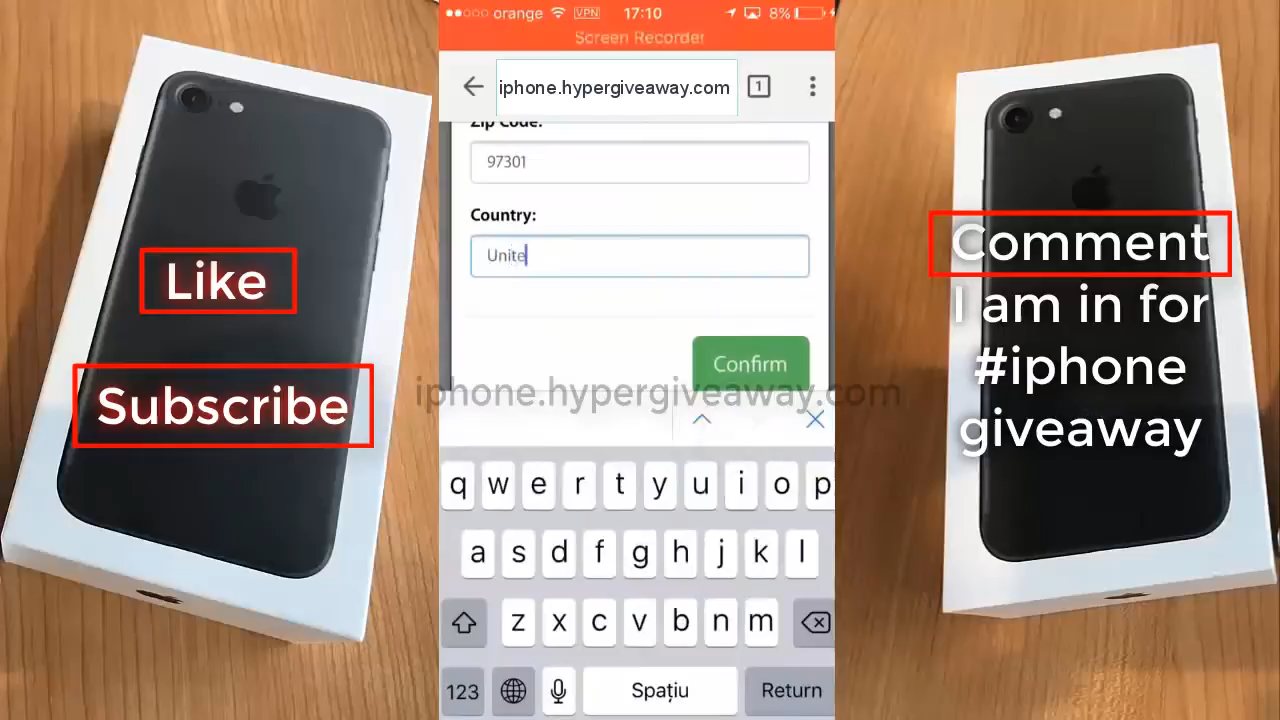 orange VPN 17:10 8%
Screen Recorder
iphone.hypergiveaway.com 1
Zip Code:
97301
Country:
Unite
Confirm
iphone.hypergiveaway.com
q w e r t y u i o p
a s d f g h j k l
z x c v b n m
123 Spațiu Return
Like
Subscribe
Comment
I am in for
#iphone
giveaway